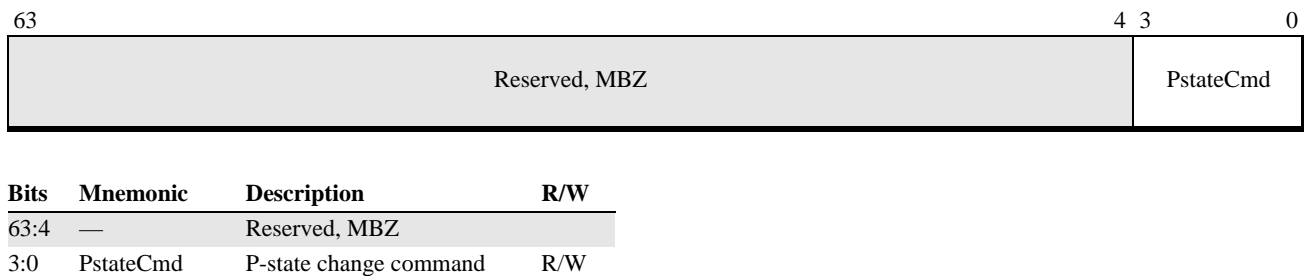 63 4 3 0
Reserved, MBZ PstateCmd
Bits Mnemonic Description R/W
63:4 — Reserved, MBZ
3:0 PstateCmd P-state change command R/W